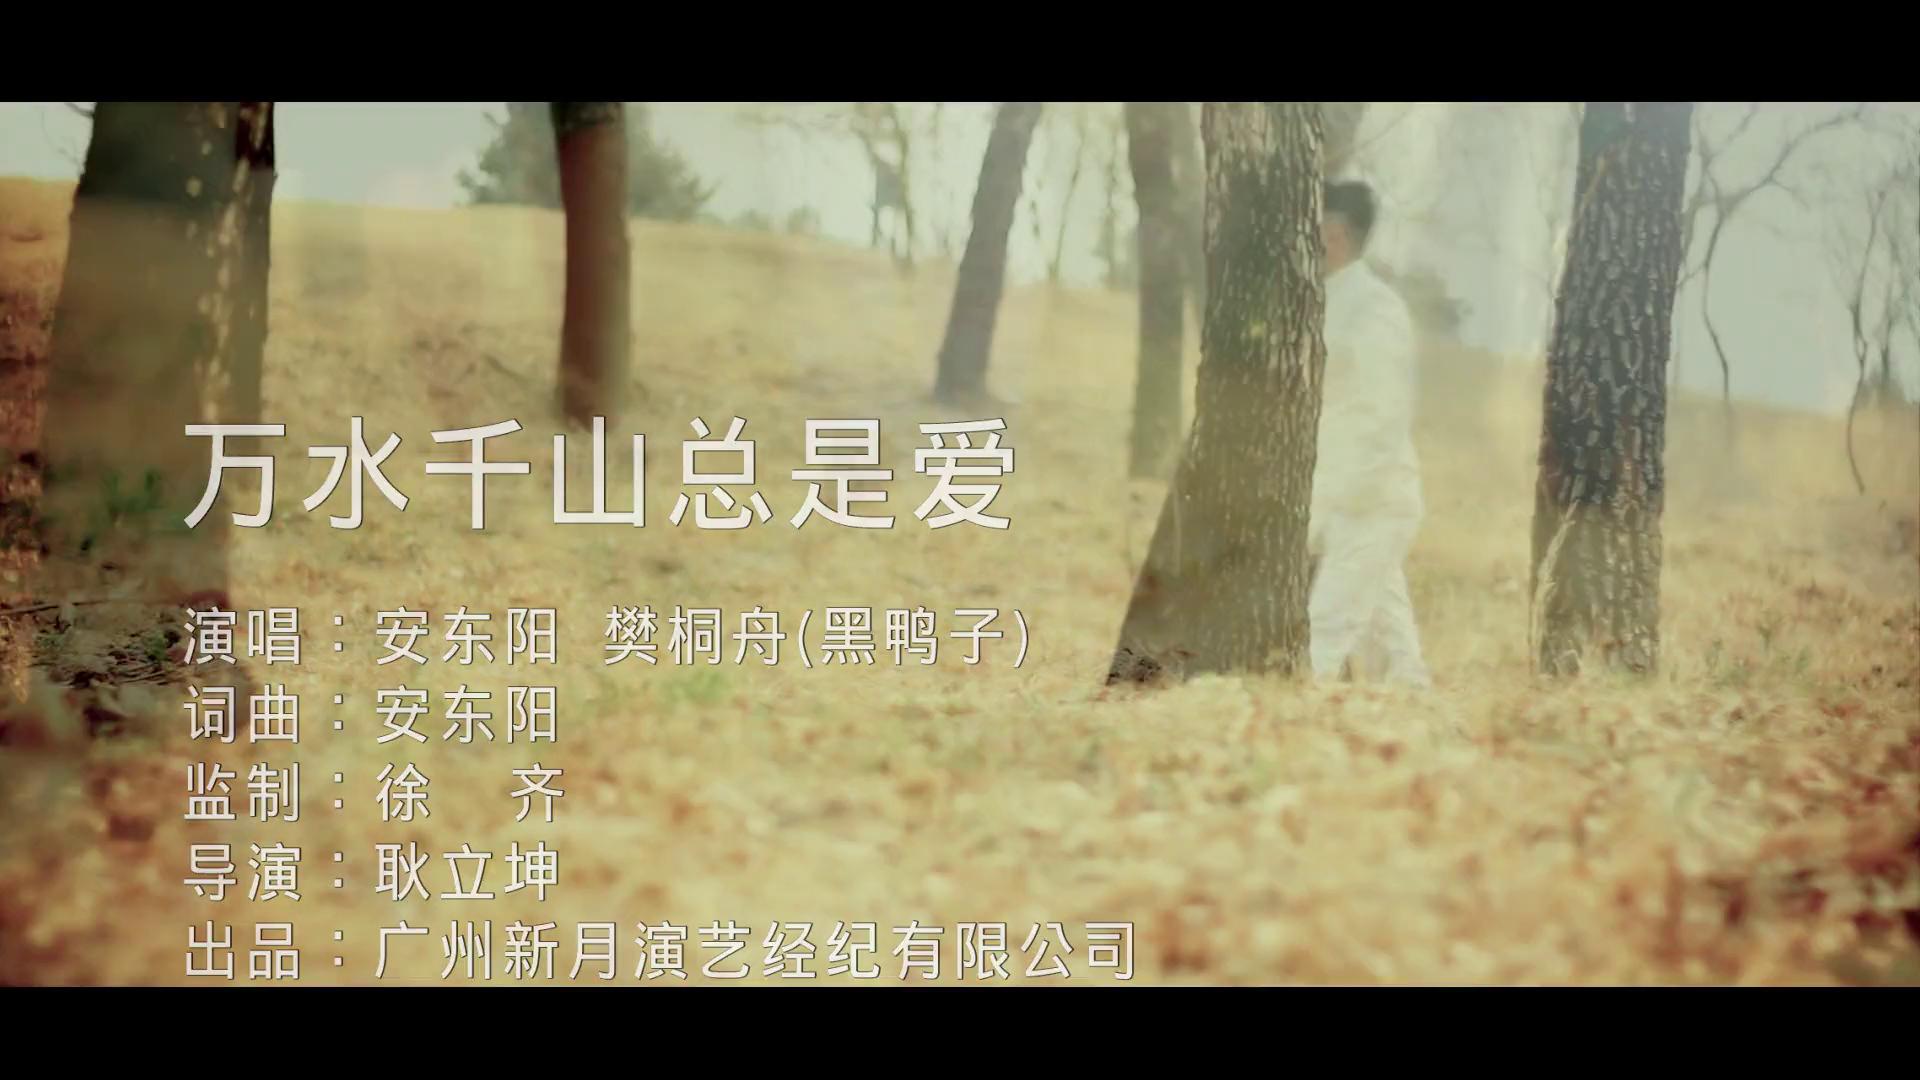 万水千山总是爱
演唱：安东阳 樊桐舟(黑鸭子)
词曲：安东阳
监制：徐 齐
导演：耿立坤
出品：广州新月演艺经纪有限公司